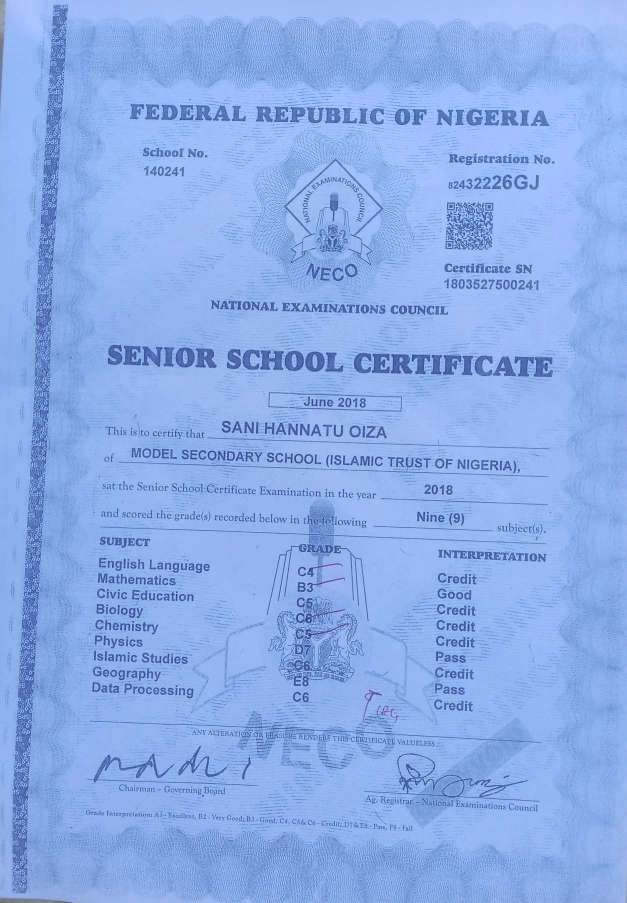 FEDERAL REPUBLIC OF NIGERIA
School No.
140241
Registration No.
82432226GJ
NATIONAL EXAMINATIONS COUNCIL
NECO
Certificate SN
1803527500241
NATIONAL EXAMINATIONS COUNCIL
SENIOR SCHOOL CERTIFICATE
June 2018
This is to certify that SANI HANNATU OIZA
of MODEL SECONDARY SCHOOL (ISLAMIC TRUST OF NIGERIA),
sat the Senior School Certificate Examination in the year 2018
and scored the grade(s) recorded below in the following Nine (9) subject(s).
SUBJECT GRADE INTERPRETATION
English Language C4 Credit
Mathematics B3 Good
Civic Education C5 Credit
Biology C6 Credit
Chemistry C5 Credit
Physics D7 Pass
Islamic Studies C6 Credit
Geography E8 Pass
Data Processing C6 Credit
NECO
ANY ALTERATION OR ERASURE RENDERS THIS CERTIFICATE VALUELESS
Chairman - Governing Board
Ag. Registrar - National Examinations Council
Grade Interpretation: A1 - Excellent, B2 - Very Good, B3 - Good, C4, C5 & C6 - Credit, D7 & E8 - Pass, F9 - Fail